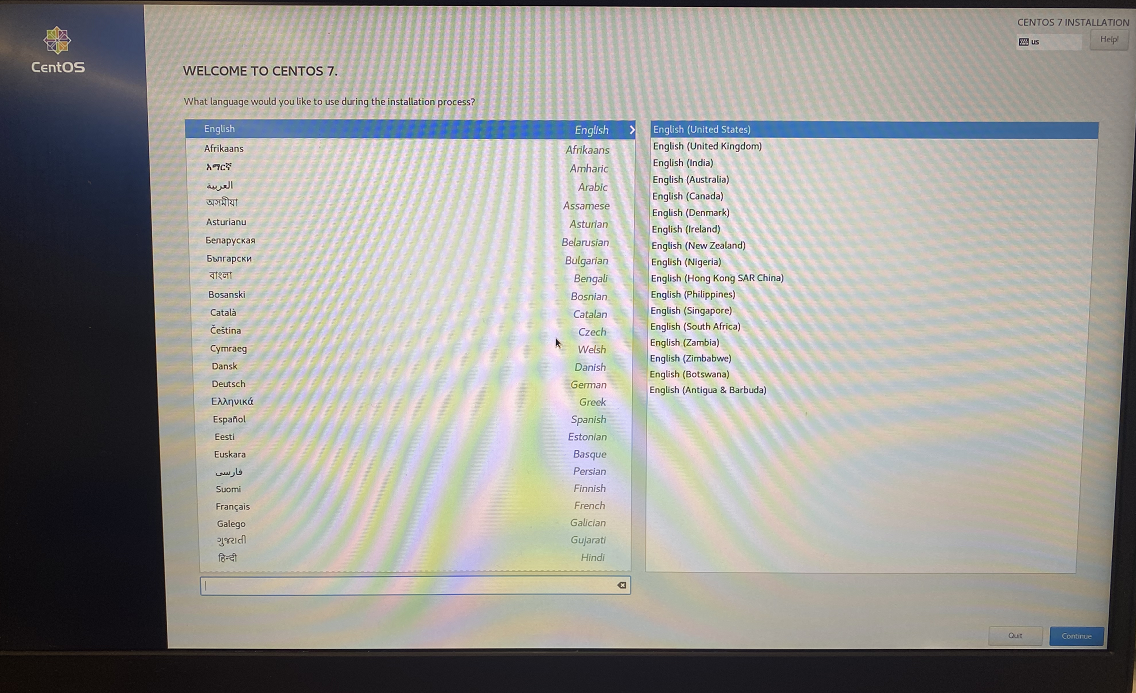 CentOS
CENTOS 7 INSTALLATION
us
Help!
WELCOME TO CENTOS 7.
What language would you like to use during the installation process?
English English
Afrikaans Afrikaans
አማርኛ Amharic
العربية Arabic
অসমীয়া Assamese
Asturianu Asturian
Беларуская Belarusian
Български Bulgarian
বাংলা Bengali
Bosanski Bosnian
Català Catalan
Čeština Czech
Cymraeg Welsh
Dansk Danish
Deutsch German
Ελληνικά Greek
Español Spanish
Eesti Estonian
Euskara Basque
فارسی Persian
Suomi Finnish
Français French
Galego Galician
ગુજરાતી Gujarati
हिन्दी Hindi
English (United States)
English (United Kingdom)
English (India)
English (Australia)
English (Canada)
English (Denmark)
English (Ireland)
English (New Zealand)
English (Nigeria)
English (Hong Kong SAR China)
English (Philippines)
English (Singapore)
English (South Africa)
English (Zambia)
English (Zimbabwe)
English (Botswana)
English (Antigua & Barbuda)
Quit
Continue